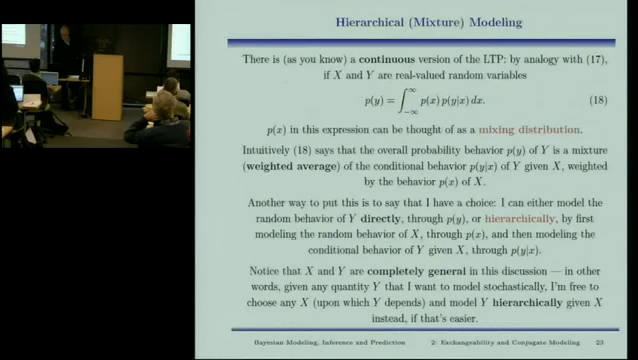 Hierarchical (Mixture) Modeling
There is (as you know) a continuous version of the LTP: by analogy with (17),
if X and Y are real-valued random variables
p(y) = ∫_{-∞}^{∞} p(x) p(y|x) dx. (18)
p(x) in this expression can be thought of as a mixing distribution.
Intuitively (18) says that the overall probability behavior p(y) of Y is a mixture
(weighted average) of the conditional behavior p(y|x) of Y given X, weighted
by the behavior p(x) of X.
Another way to put this is to say that I have a choice: I can either model the
random behavior of Y directly, through p(y), or hierarchically, by first
modeling the random behavior of X, through p(x), and then modeling the
conditional behavior of Y given X, through p(y|x).
Notice that X and Y are completely general in this discussion — in other
words, given any quantity Y that I want to model stochastically, I'm free to
choose any X (upon which Y depends) and model Y hierarchically given X
instead, if that's easier.
Bayesian Modeling, Inference and Prediction 2: Exchangeability and Conjugate Modeling 23